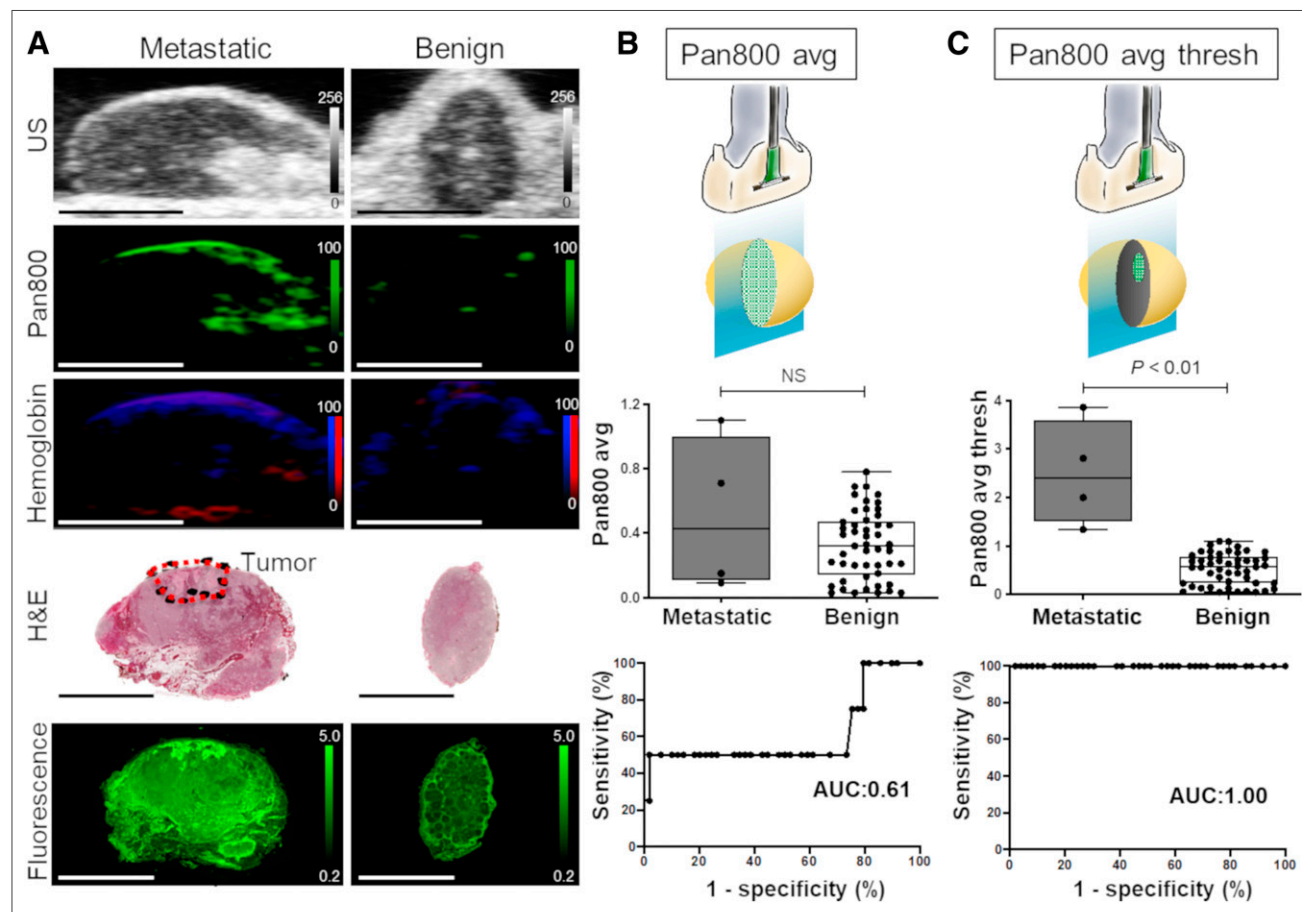 A
Metastatic
Benign
US
256
0
256
0
Pan800
100
0
100
0
Hemoglobin
100
0
100
0
H&E
Tumor
Fluorescence
5.0
0.2
5.0
0.2
B
Pan800 avg
NS
Pan800 avg
1.2
0.8
0.4
0.0
Metastatic
Benign
Sensitivity (%)
100
80
60
40
20
0
AUC:0.61
0 20 40 60 80 100
1 - specificity (%)
C
Pan800 avg thresh
P < 0.01
Pan800 avg thresh
4
3
2
1
0
Metastatic
Benign
Sensitivity (%)
100
80
60
40
20
0
AUC:1.00
0 20 40 60 80 100
1 - specificity (%)